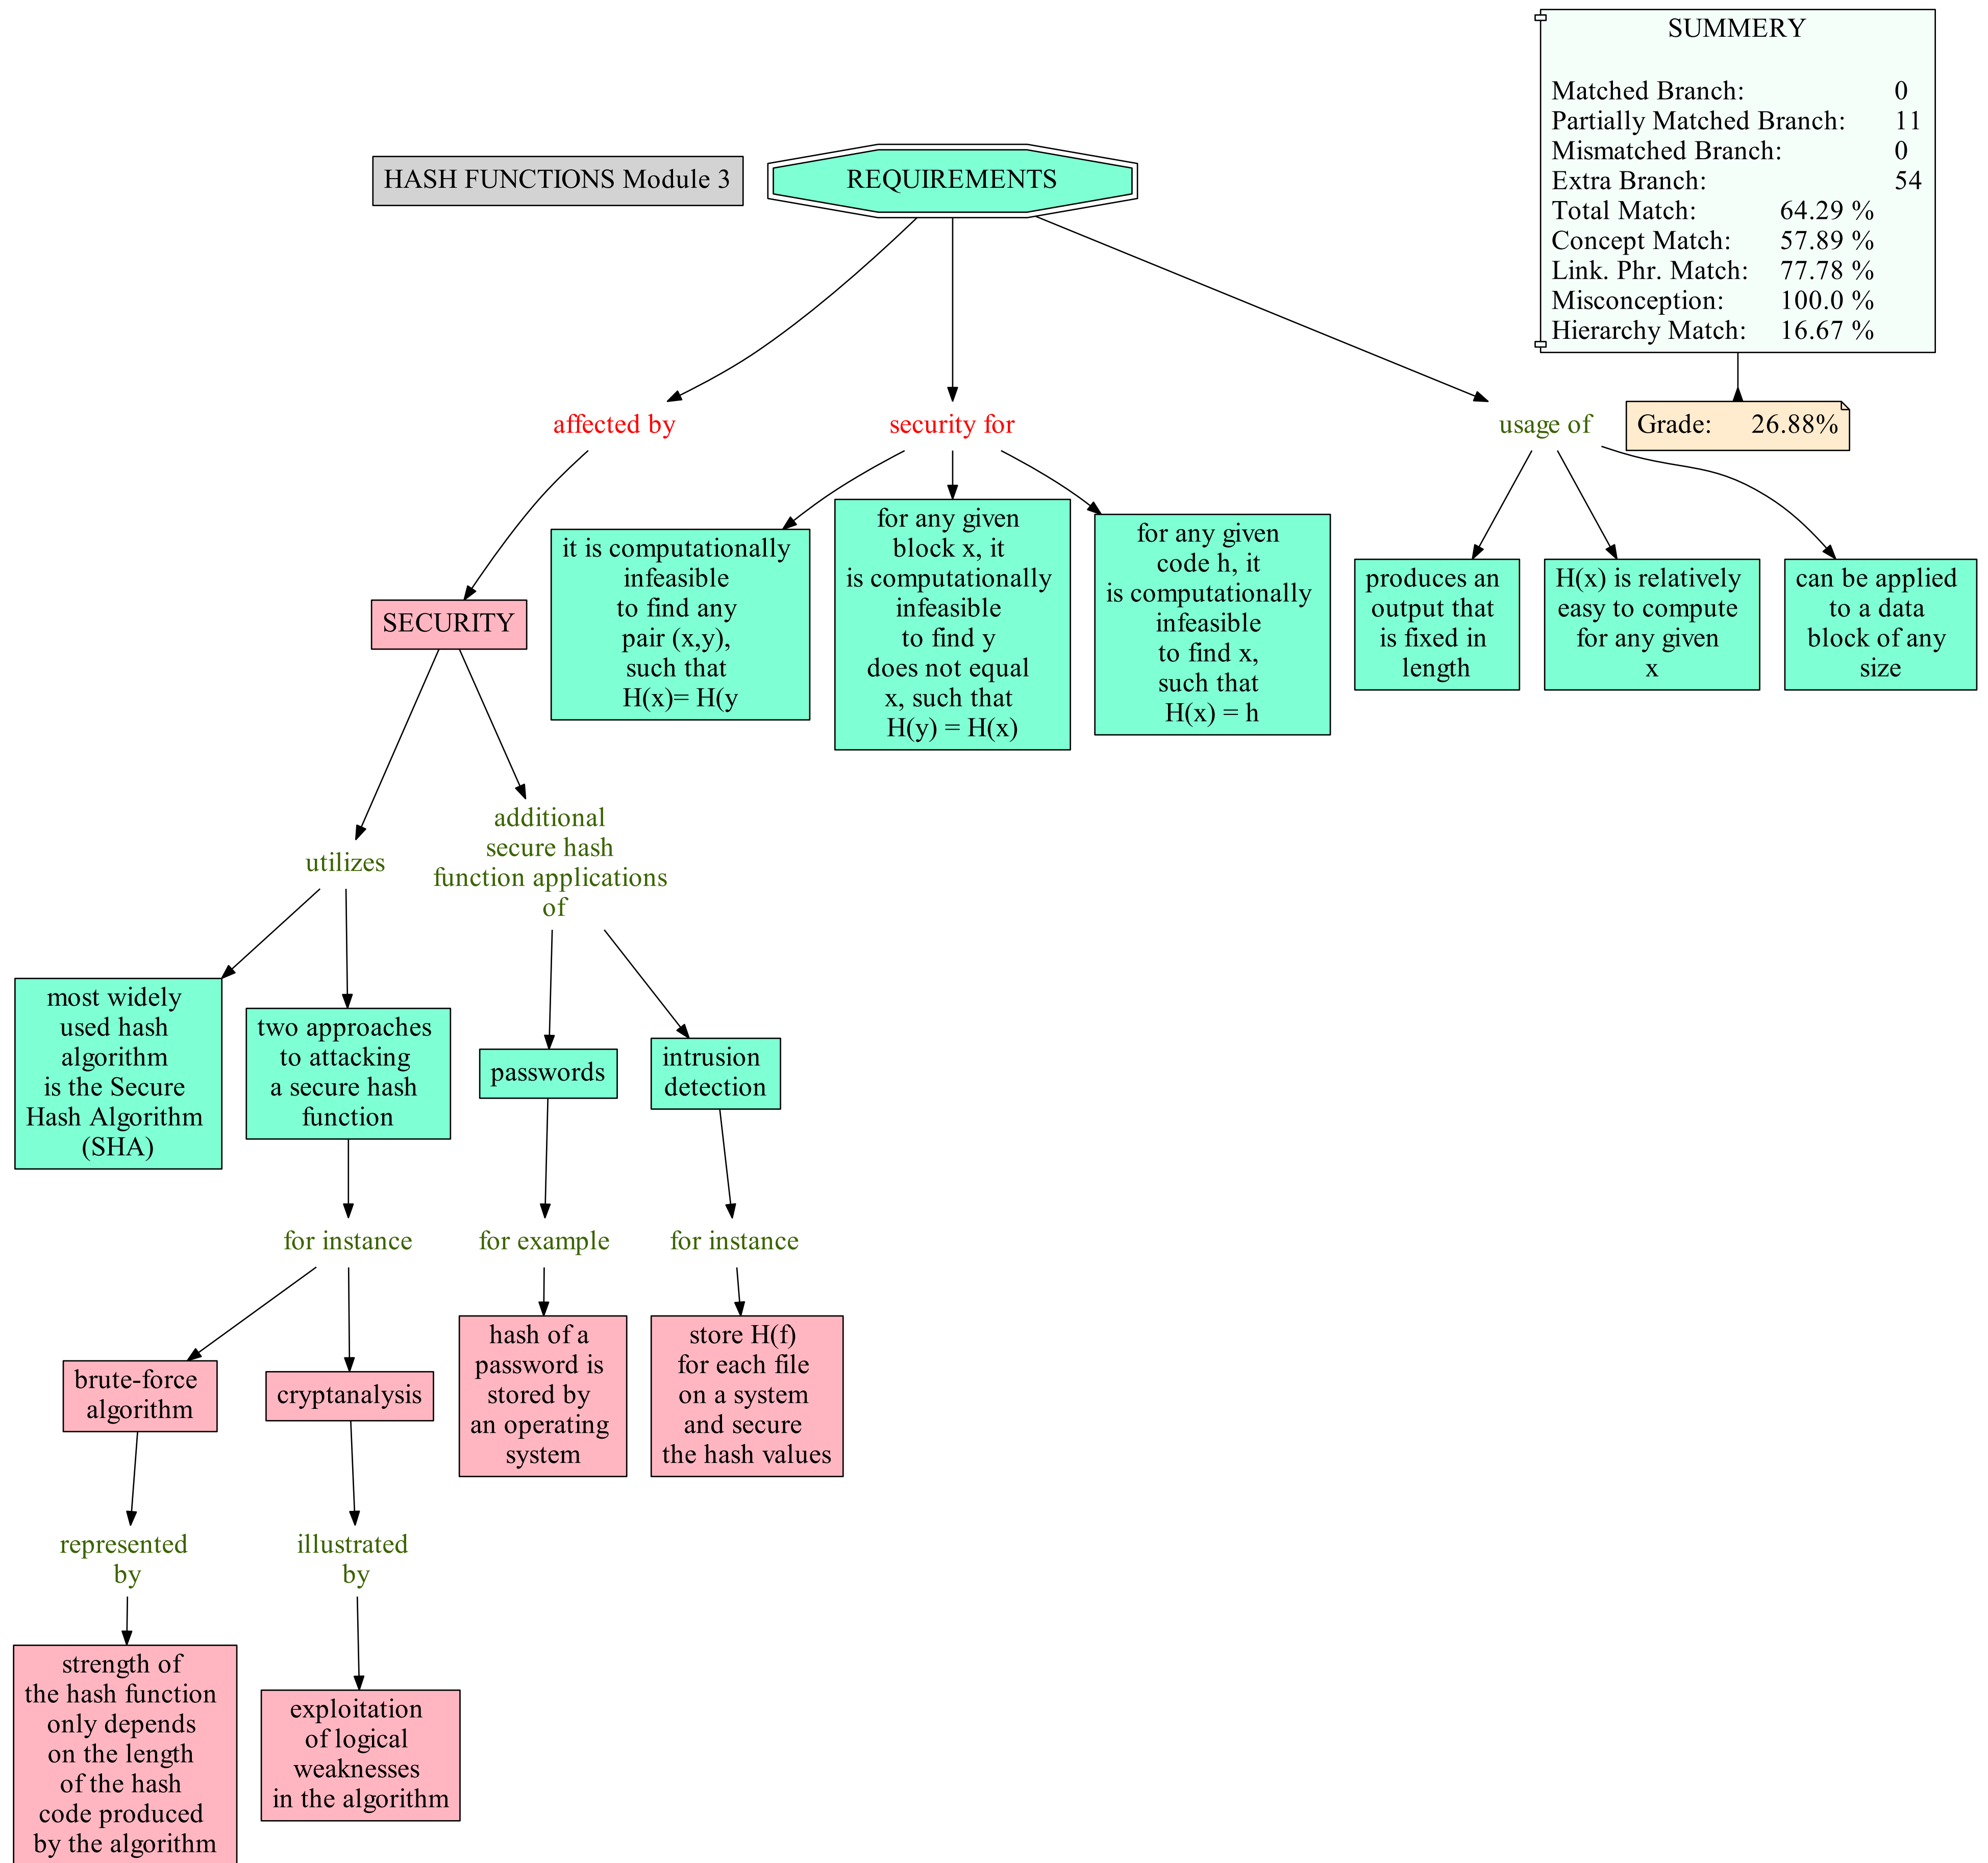 SUMMERY
Matched Branch: 0
Partially Matched Branch: 11
Mismatched Branch: 0
Extra Branch: 54
Total Match: 64.29 %
Concept Match: 57.89 %
Link. Phr. Match: 77.78 %
Misconception: 100.0 %
Hierarchy Match: 16.67 %
HASH FUNCTIONS Module 3
REQUIREMENTS
affected by
security for
usage of
Grade: 26.88%
SECURITY
it is computationally
infeasible
to find any
pair (x,y),
such that
H(x)= H(y
for any given
block x, it
is computationally
infeasible
to find y
does not equal
x, such that
H(y) = H(x)
for any given
code h, it
is computationally
infeasible
to find x,
such that
H(x) = h
produces an
output that
is fixed in
length
H(x) is relatively
easy to compute
for any given
x
can be applied
to a data
block of any
size
utilizes
additional
secure hash
function applications
of
most widely
used hash
algorithm
is the Secure
Hash Algorithm
(SHA)
two approaches
to attacking
a secure hash
function
passwords
intrusion
detection
for instance
for example
for instance
brute-force
algorithm
cryptanalysis
hash of a
password is
stored by
an operating
system
store H(f)
for each file
on a system
and secure
the hash values
represented
by
illustrated
by
strength of
the hash function
only depends
on the length
of the hash
code produced
by the algorithm
exploitation
of logical
weaknesses
in the algorithm